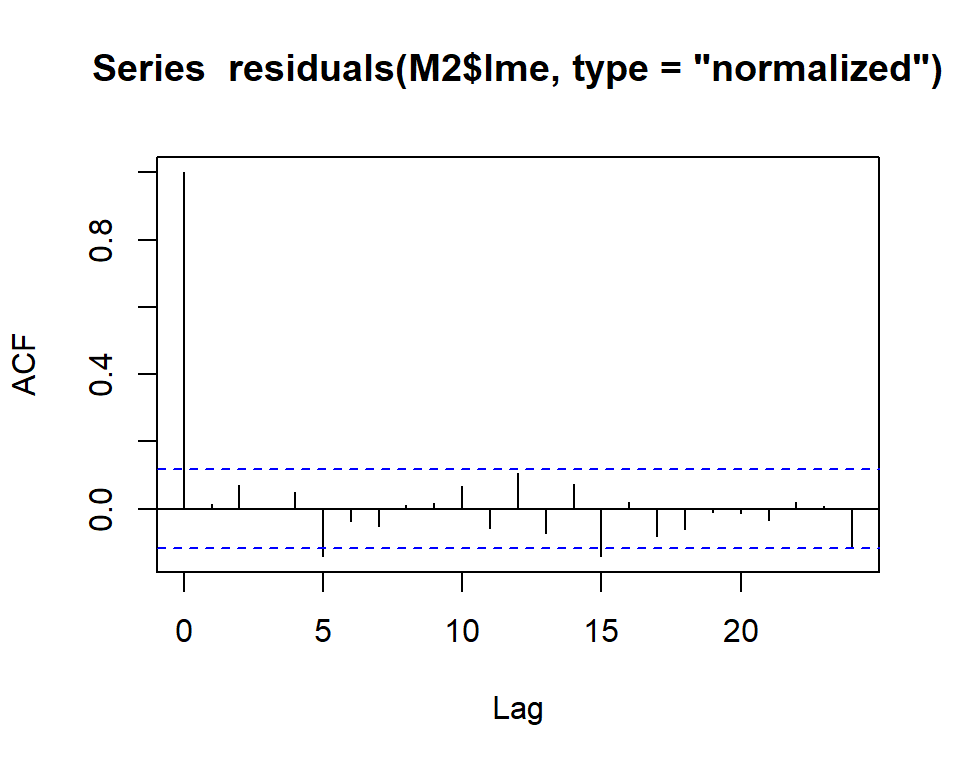 Series  residuals(M2$lme, type = "normalized")
ACF
0.8
0.4
0.0
0 5 10 15 20
Lag